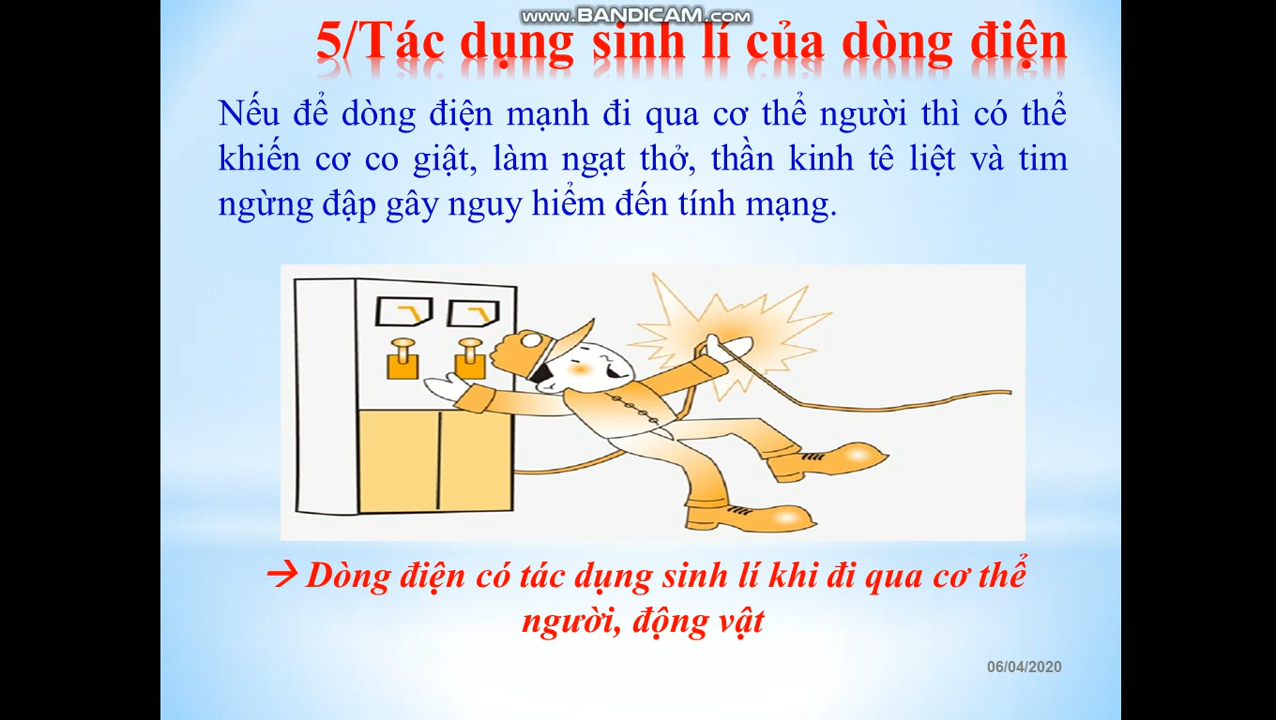 www.BANDICAM.com
5/Tác dụng sinh lí của dòng điện
Nếu để dòng điện mạnh đi qua cơ thể người thì có thể
khiến cơ co giật, làm ngạt thở, thần kinh tê liệt và tim
ngừng đập gây nguy hiểm đến tính mạng.
→ Dòng điện có tác dụng sinh lí khi đi qua cơ thể
người, động vật
06/04/2020